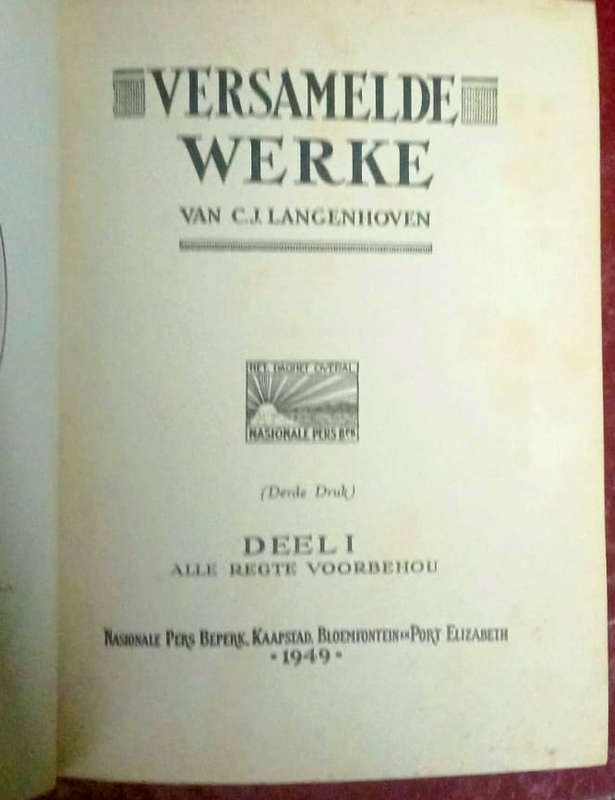 VERSAMELDE
WERKE
VAN C.J. LANGENHOVEN
HET DAGHET OVERAL
NASIONALE PERS BPK
(Derde Druk)
DEEL I
ALLE REGTE VOORBEHOU
NASIONALE PERS BEPERK, KAAPSTAD, BLOEMFONTEIN EN PORT ELIZABETH
• 1949 •